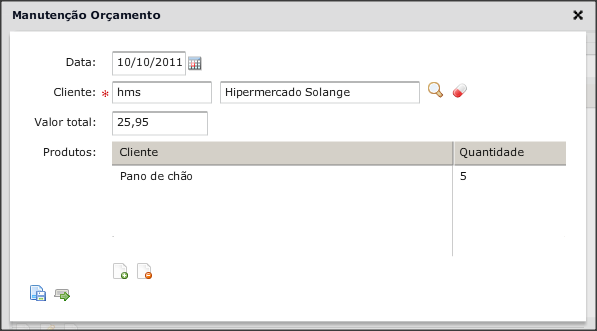 Manutenção Orçamento
Data: 10/10/2011
Cliente: * hms Hipermercado Solange
Valor total: 25,95
Produtos: Cliente Quantidade
Pano de chão 5